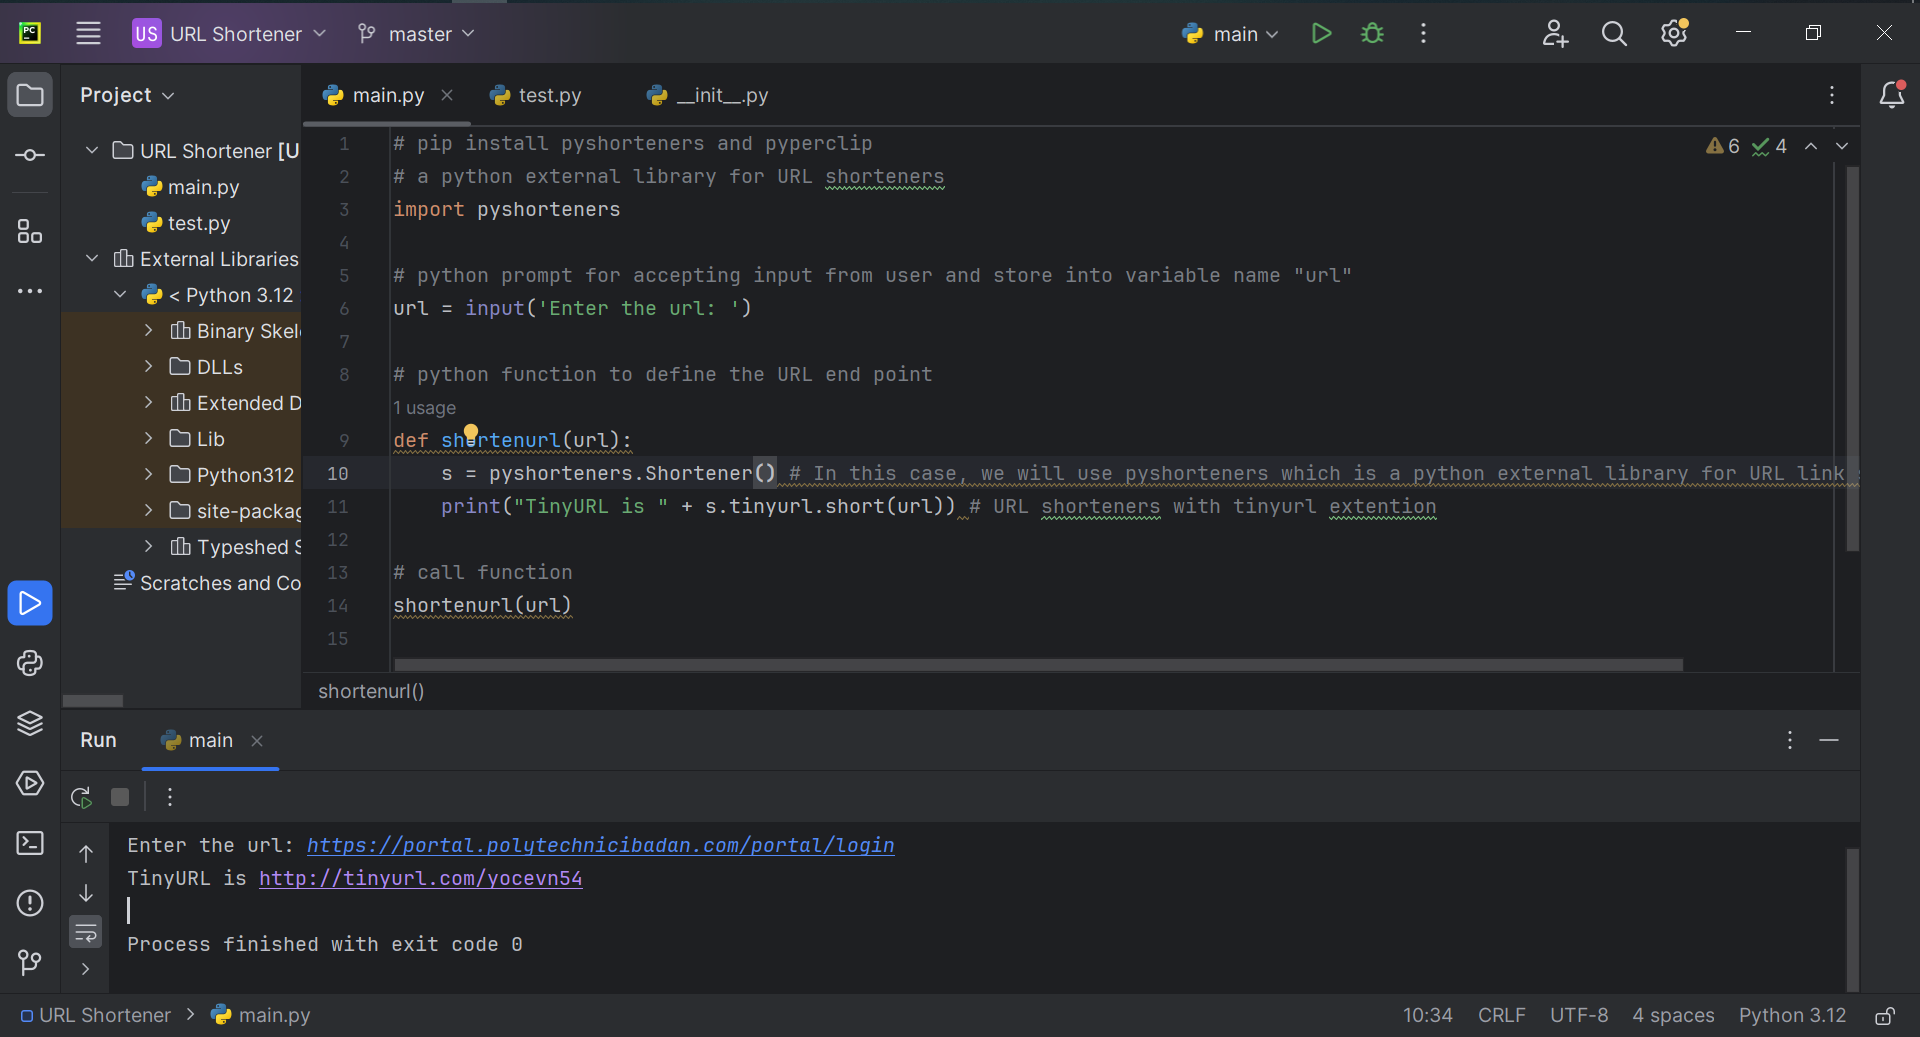 PC
US URL Shortener
master
main
Project
main.py
test.py
__init__.py
URL Shortener [U
main.py
test.py
External Libraries
< Python 3.12
Binary Skel
DLLs
Extended D
Lib
Python312
site-packag
Typeshed S
Scratches and Co
6 4
1 # pip install pyshorteners and pyperclip
2 # a python external library for URL shorteners
3 import pyshorteners
4
5 # python prompt for accepting input from user and store into variable name "url"
6 url = input('Enter the url: ')
7
8 # python function to define the URL end point
1 usage
9 def shortenurl(url):
10 s = pyshorteners.Shortener() # In this case, we will use pyshorteners which is a python external library for URL link
11 print("TinyURL is " + s.tinyurl.short(url)) # URL shorteners with tinyurl extention
12
13 # call function
14 shortenurl(url)
15
shortenurl()
Run
main
Enter the url: https://portal.polytechnicibadan.com/portal/login
TinyURL is http://tinyurl.com/yocevn54
Process finished with exit code 0
URL Shortener > main.py
10:34 CRLF UTF-8 4 spaces Python 3.12